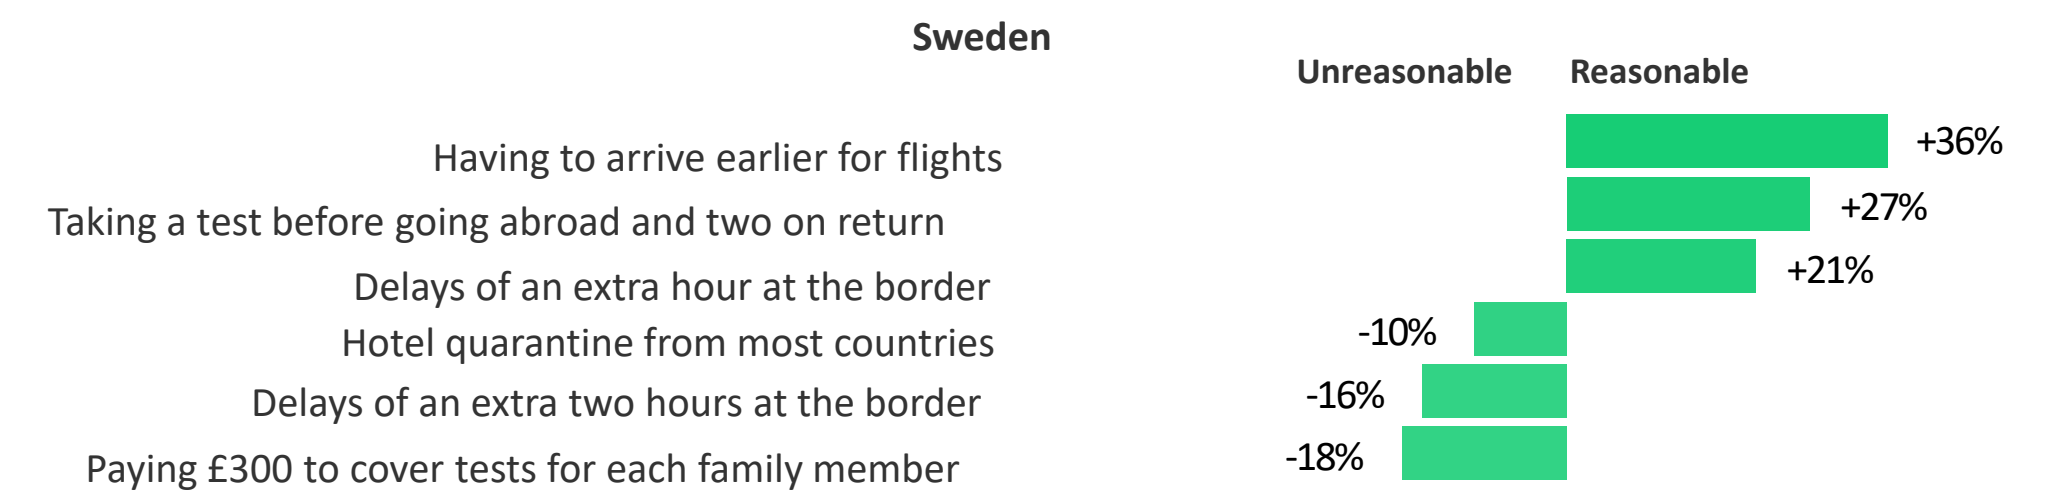 Sweden
Unreasonable Reasonable
Having to arrive earlier for flights +36%
Taking a test before going abroad and two on return +27%
Delays of an extra hour at the border +21%
Hotel quarantine from most countries -10%
Delays of an extra two hours at the border -16%
Paying £300 to cover tests for each family member -18%